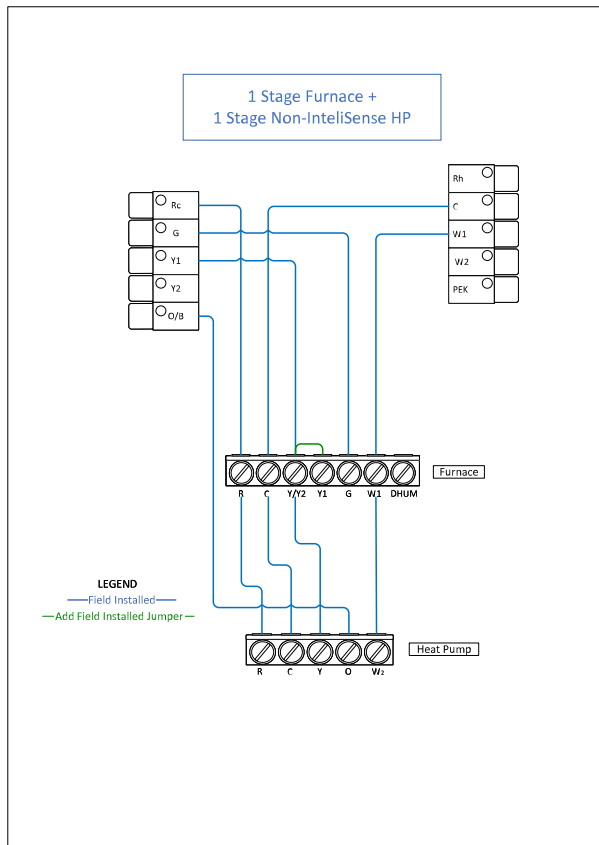 1 Stage Furnace +
1 Stage Non-InteliSense HP
Rc
G
Y1
Y2
O/B
Rh
C
W1
W2
PEK
R C Y/Y2 Y1 G W1 DHUM
Furnace
LEGEND
Field Installed
Add Field Installed Jumper
R C Y O W2
Heat Pump